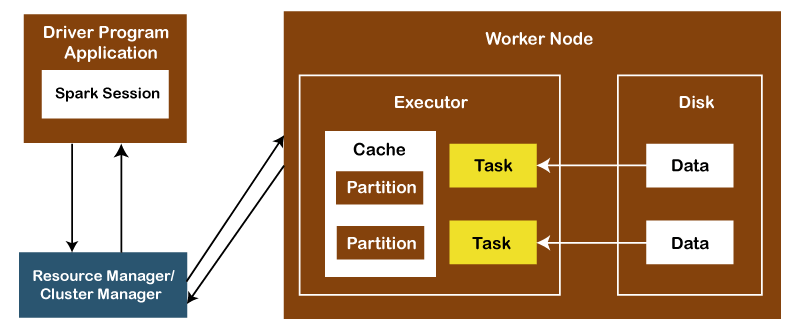 Driver Program
Application
Spark Session
Resource Manager/
Cluster Manager
Worker Node
Executor
Cache
Partition
Partition
Task
Task
Disk
Data
Data